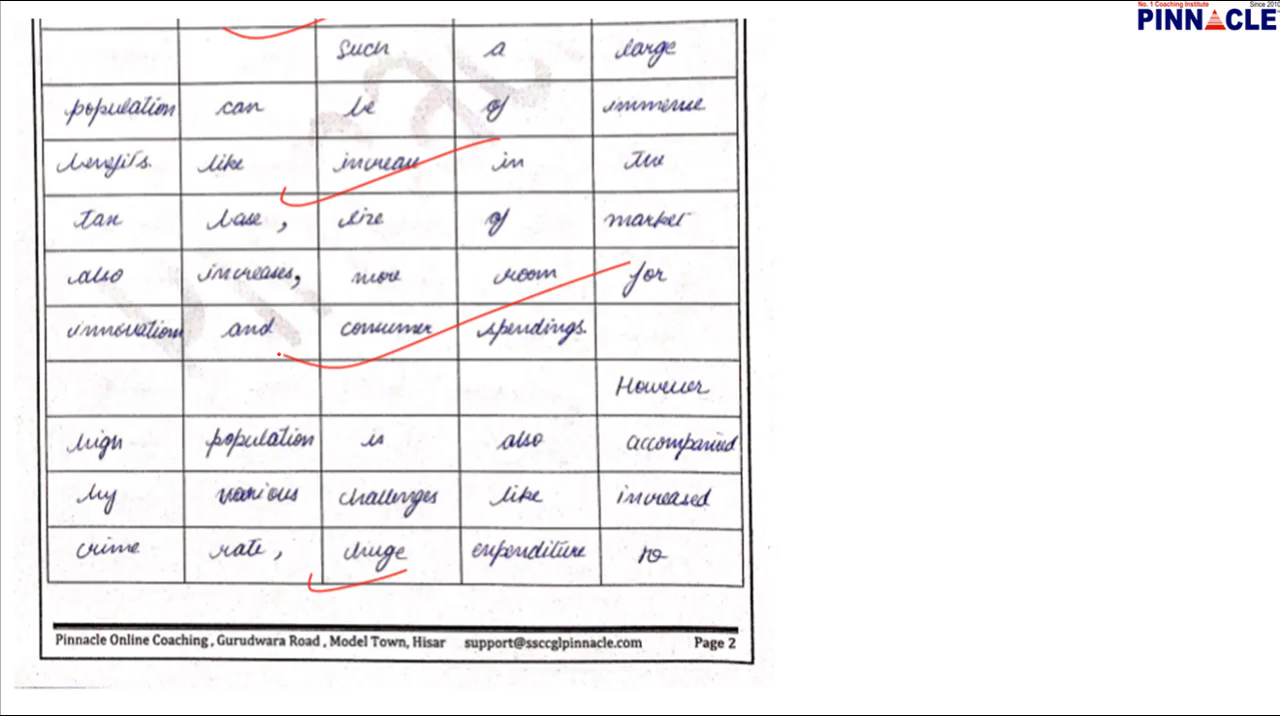 No. 1 Coaching Institute Since 2010
PINNACLE
Such a large
population can be of immense
benefits. like increase in the
tax base, size of market
also increases, more room for
innovations and consumer spendings.
However
high population is also accompanied
by various challenges like increased
crime rate, huge expenditure no
Pinnacle Online Coaching, Gurudwara Road, Model Town, Hisar support@ssccglpinnacle.com Page 2